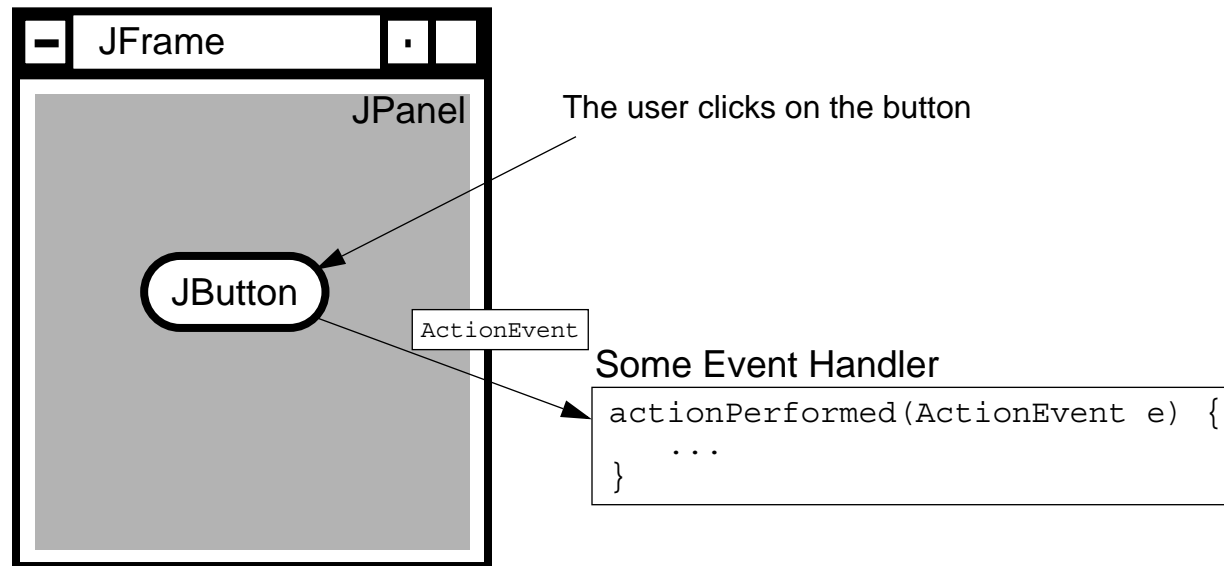 JFrame
JPanel
The user clicks on the button
JButton
ActionEvent
Some Event Handler
actionPerformed(ActionEvent e) {
...
}